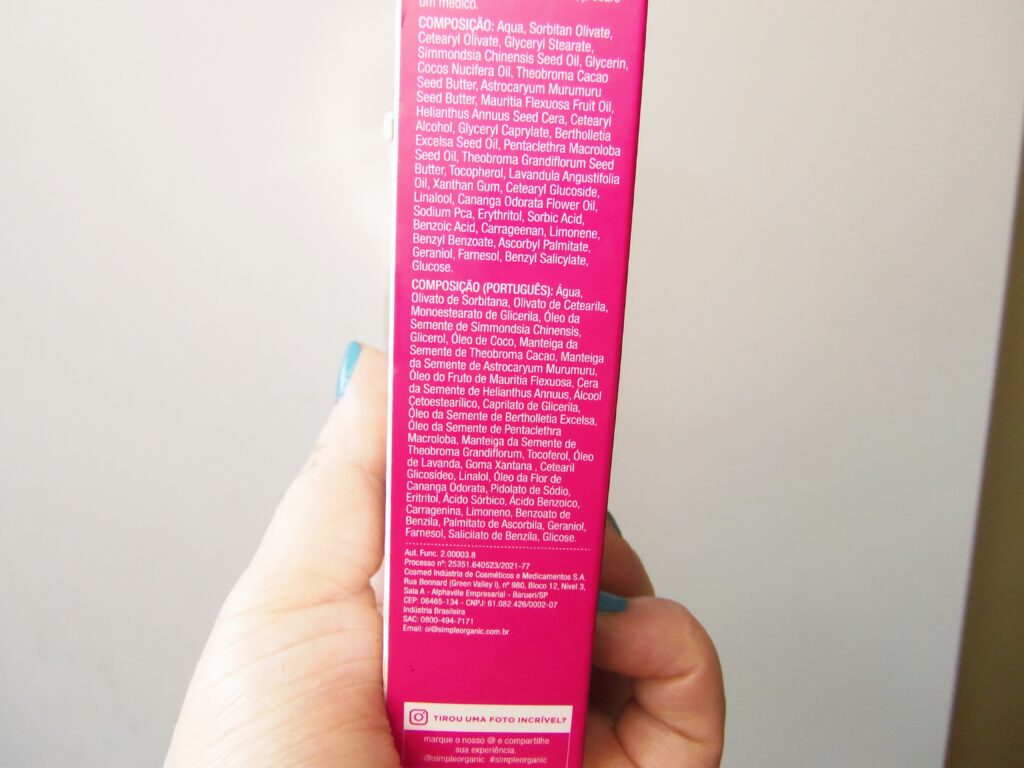 um médico.
COMPOSIÇÃO: Aqua, Sorbitan Olivate,
Cetearyl Olivate, Glyceryl Stearate,
Simmondsia Chinensis Seed Oil, Glycerin,
Cocos Nucifera Oil, Theobroma Cacao
Seed Butter, Astrocaryum Murumuru
Seed Butter, Mauritia Flexuosa Fruit Oil,
Helianthus Annuus Seed Cera, Cetearyl
Alcohol, Glyceryl Caprylate, Bertholletia
Excelsa Seed Oil, Pentaclethra Macroloba
Seed Oil, Theobroma Grandiflorum Seed
Butter, Tocopherol, Lavandula Angustifolia
Oil, Xanthan Gum, Cetearyl Glucoside,
Linalool, Cananga Odorata Flower Oil,
Sodium Pca, Erythritol, Sorbic Acid,
Benzoic Acid, Carrageenan, Limonene,
Benzyl Benzoate, Ascorbyl Palmitate,
Geraniol, Farnesol, Benzyl Salicylate,
Glucose.
COMPOSIÇÃO (PORTUGUÊS): Água,
Olivato de Sorbitana, Olivato de Cetearila,
Monoestearato de Glicerila, Óleo da
Semente de Simmondsia Chinensis,
Glicerol, Óleo de Coco, Manteiga da
Semente de Theobroma Cacao, Manteiga
da Semente de Astrocaryum Murumuru,
Óleo do Fruto de Mauritia Flexuosa, Cera
da Semente de Helianthus Annuus, Álcool
Cetoestearílico, Caprilato de Glicerila,
Óleo da Semente de Bertholletia Excelsa,
Óleo da Semente de Pentaclethra
Macroloba, Manteiga da Semente de
Theobroma Grandiflorum, Tocoferol, Óleo
de Lavanda, Goma Xantana , Cetearil
Glicosídeo, Linalol, Óleo da Flor de
Cananga Odorata, Pidolato de Sódio,
Eritritol, Ácido Sórbico, Ácido Benzoico,
Carragenina, Limoneno, Benzoato de
Benzila, Palmitato de Ascorbila, Geraniol,
Farnesol, Salicilato de Benzila, Glicose.
Aut. Func. 2.00003.8
Processo nº: 25351.640523/2021-77
Cosmed Indústria de Cosméticos e Medicamentos S.A.
Rua Bonnard (Green Valley I), nº 980, Bloco 12, Nível 3,
Sala A - Alphaville Empresarial - Barueri/SP
CEP: 06465-134 - CNPJ: 61.082.426/0002-07
Indústria Brasileira
SAC: 0800-494-7171
Email: oi@simpleorganic.com.br
TIROU UMA FOTO INCRÍVEL?
marque o nosso @ e compartilhe
sua experiência.
@simpleorganic #simpleorganic